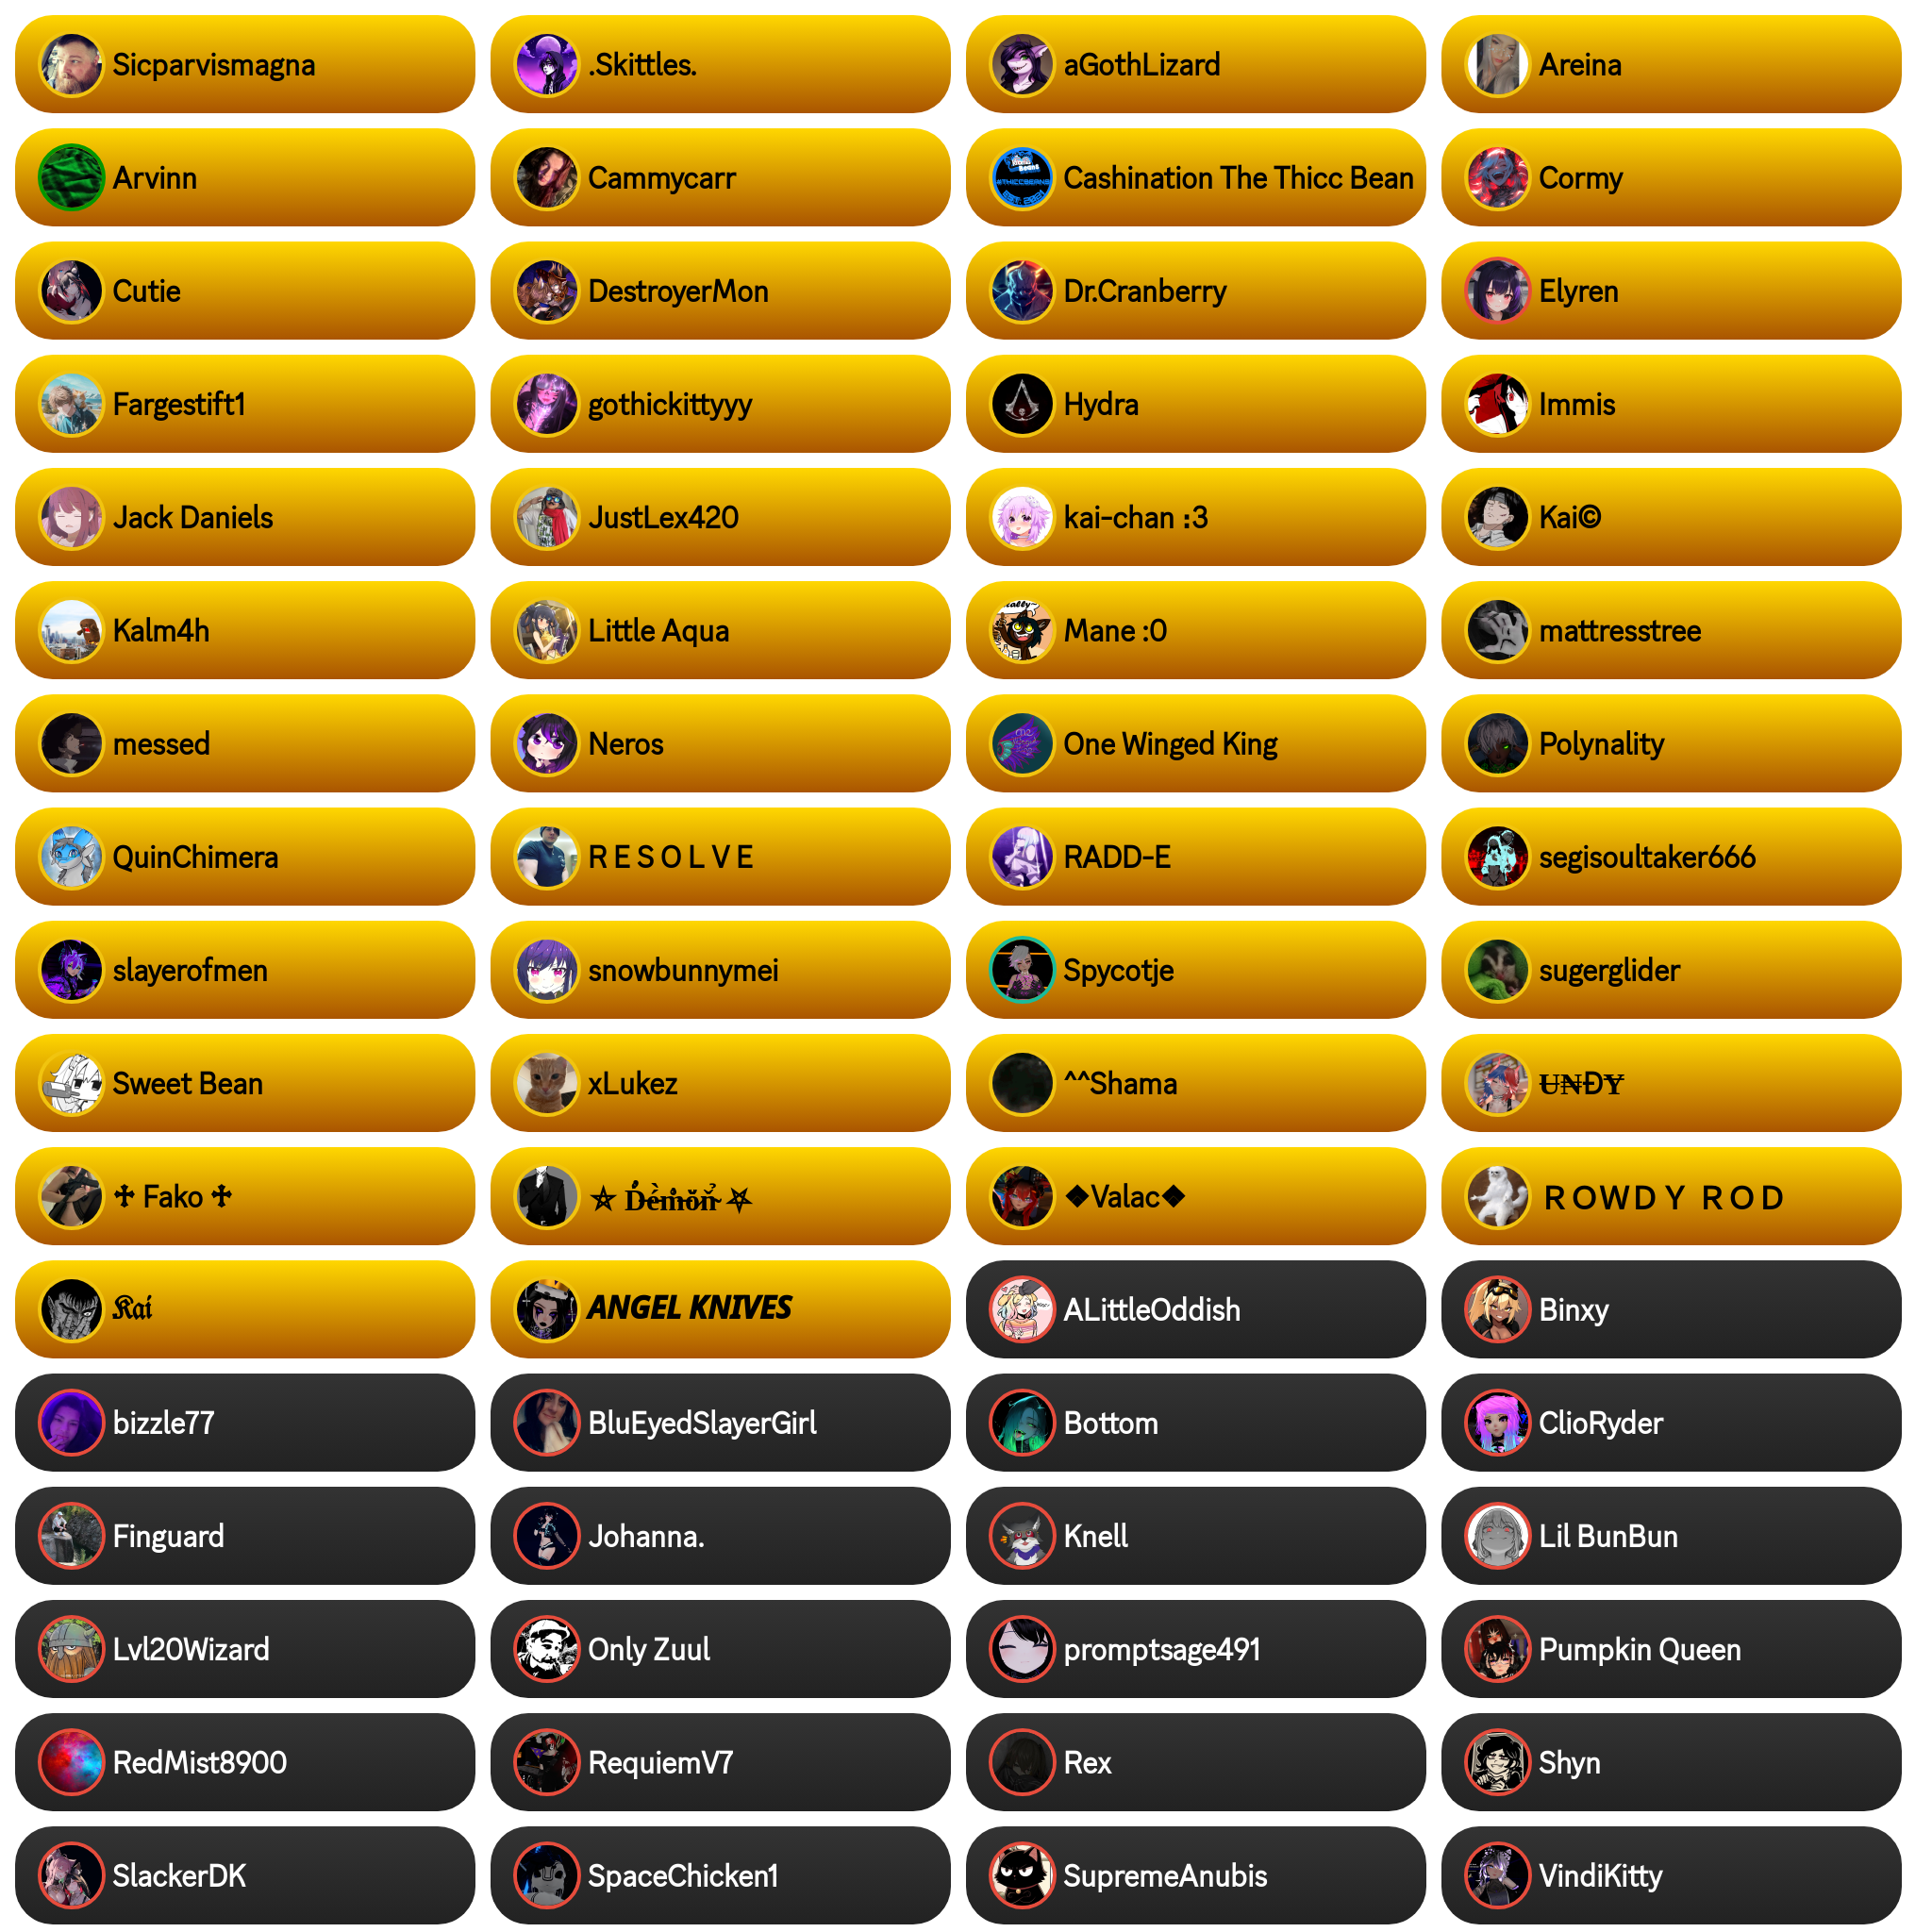 Sicparvismagna
.Skittles.
aGothLizard
Areina
Arvinn
Cammycarr
Cashination The Thicc Bean
Cormy
Cutie
DestroyerMon
Dr.Cranberry
Elyren
Fargestift1
gothickittyyy
Hydra
Immis
Jack Daniels
JustLex420
kai-chan :3
Kai©
Kalm4h
Little Aqua
Mane :0
mattresstree
messed
Neros
One Winged King
Polynality
QuinChimera
R E S O L V E
RADD-E
segisoultaker666
slayerofmen
snowbunnymei
Spycotje
sugerglider
Sweet Bean
xLukez
^^Shama
U̶N̶ĐY̶
♱ Fako ♱
⛤ D̴é̴m̴o̴n̴ ⛧
❖Valac❖
ＲＯＷＤＹ ＲＯＤ
𝕶𝖆𝖎
𝘼𝙉𝙂𝙀𝙇 𝙆𝙉𝙄𝙑𝙀𝙎
ALittleOddish
Binxy
bizzle77
BluEyedSlayerGirl
Bottom
ClioRyder
Finguard
Johanna.
Knell
Lil BunBun
Lvl20Wizard
Only Zuul
promptsage491
Pumpkin Queen
RedMist8900
RequiemV7
Rex
Shyn
SlackerDK
SpaceChicken1
SupremeAnubis
VindiKitty